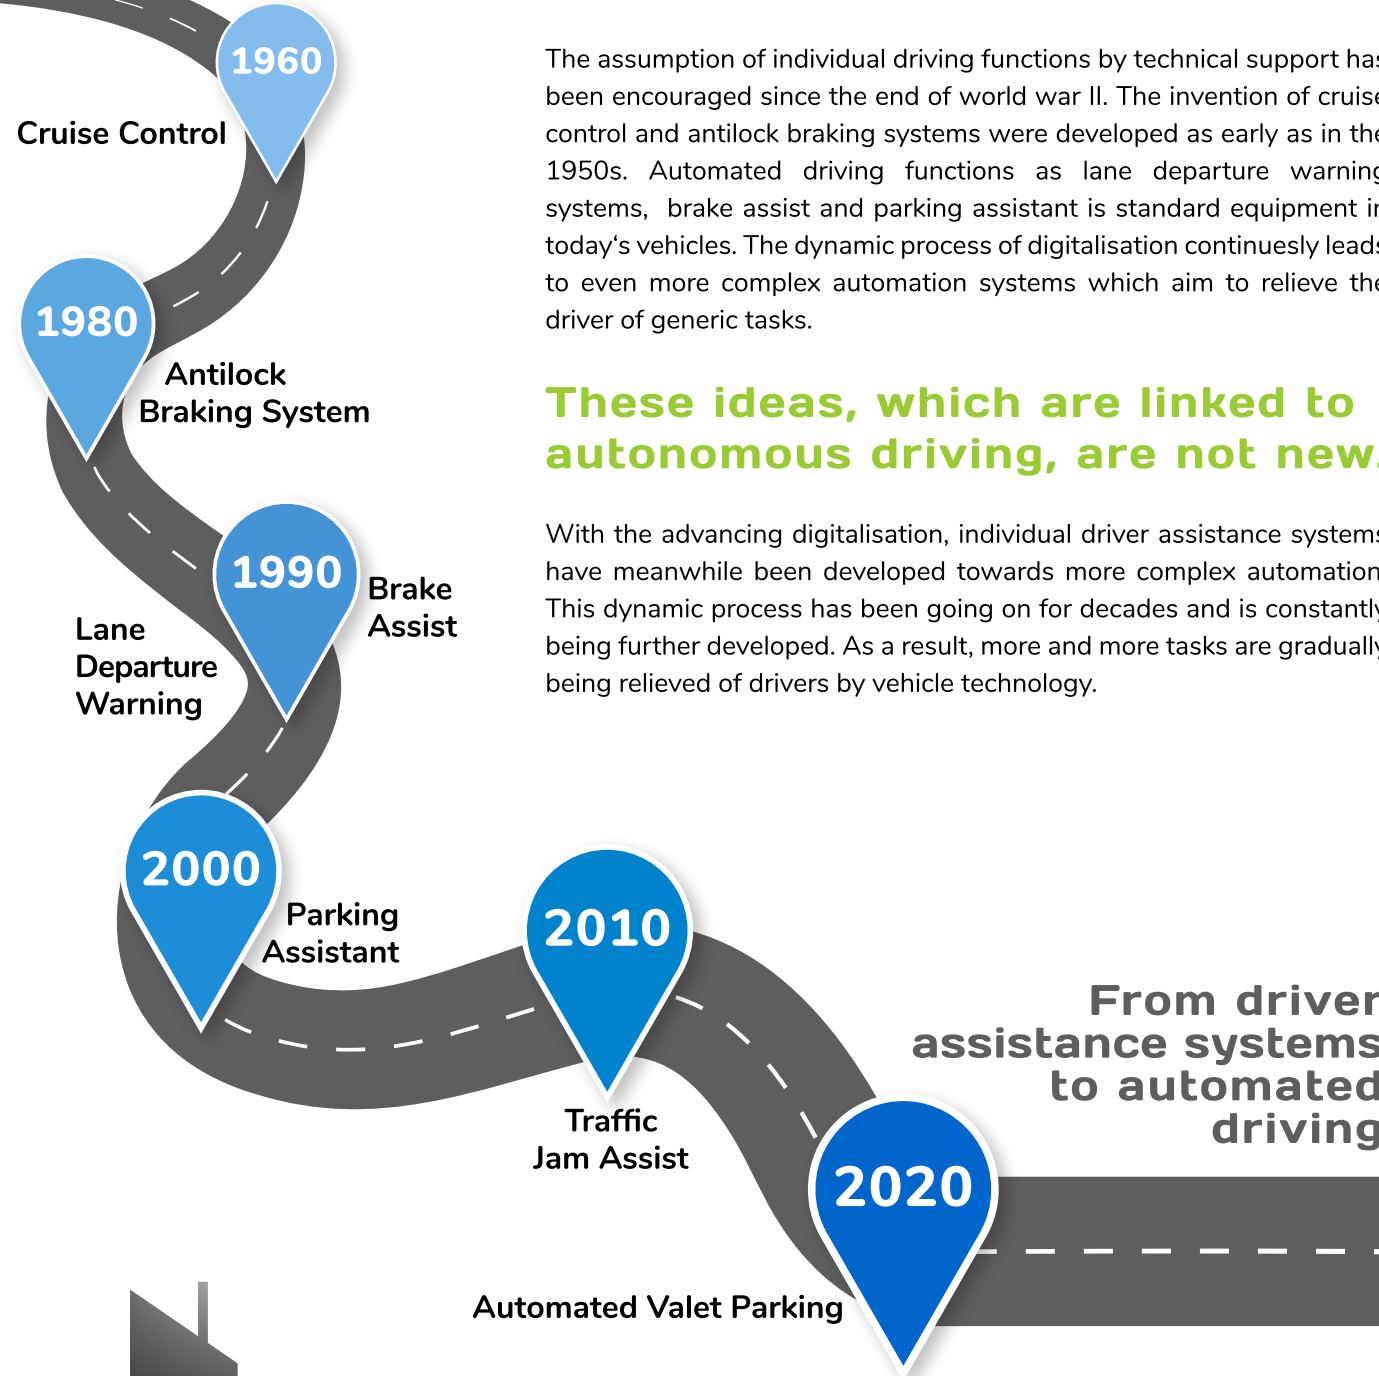 1960
Cruise Control
1980
Antilock
Braking System
1990
Brake
Assist
Lane
Departure
Warning
2000
Parking
Assistant
2010
Traffic
Jam Assist
2020
Automated Valet Parking
The assumption of individual driving functions by technical support has
been encouraged since the end of world war II. The invention of cruise
control and antilock braking systems were developed as early as in the
1950s. Automated driving functions as lane departure warning
systems, brake assist and parking assistant is standard equipment in
today‘s vehicles. The dynamic process of digitalisation continuesly leads
to even more complex automation systems which aim to relieve the
driver of generic tasks.
These ideas, which are linked to
autonomous driving, are not new.
With the advancing digitalisation, individual driver assistance systems
have meanwhile been developed towards more complex automation
This dynamic process has been going on for decades and is constantly
being further developed. As a result, more and more tasks are gradually
being relieved of drivers by vehicle technology.
From driver
assistance systems
to automated
driving